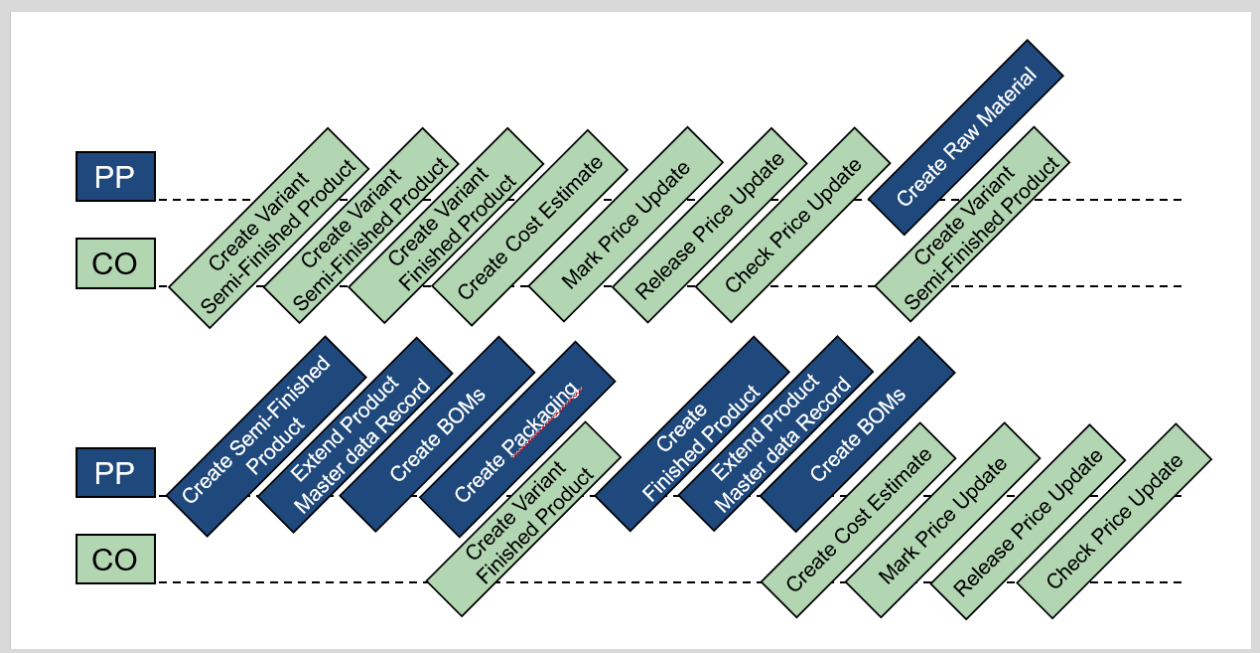 PP
CO
Create Variant
Semi-Finished Product
Create Variant
Semi-Finished Product
Create Variant
Finished Product
Create Cost Estimate
Mark Price Update
Release Price Update
Check Price Update
Create Raw Material
Create Variant
Semi-Finished Product
PP
CO
Create Semi-Finished
Product
Extend Product
Master data Record
Create BOMs
Create Packaging
Create Variant
Finished Product
Create
Finished Product
Extend Product
Master data Record
Create BOMs
Create Cost Estimate
Mark Price Update
Release Price Update
Check Price Update